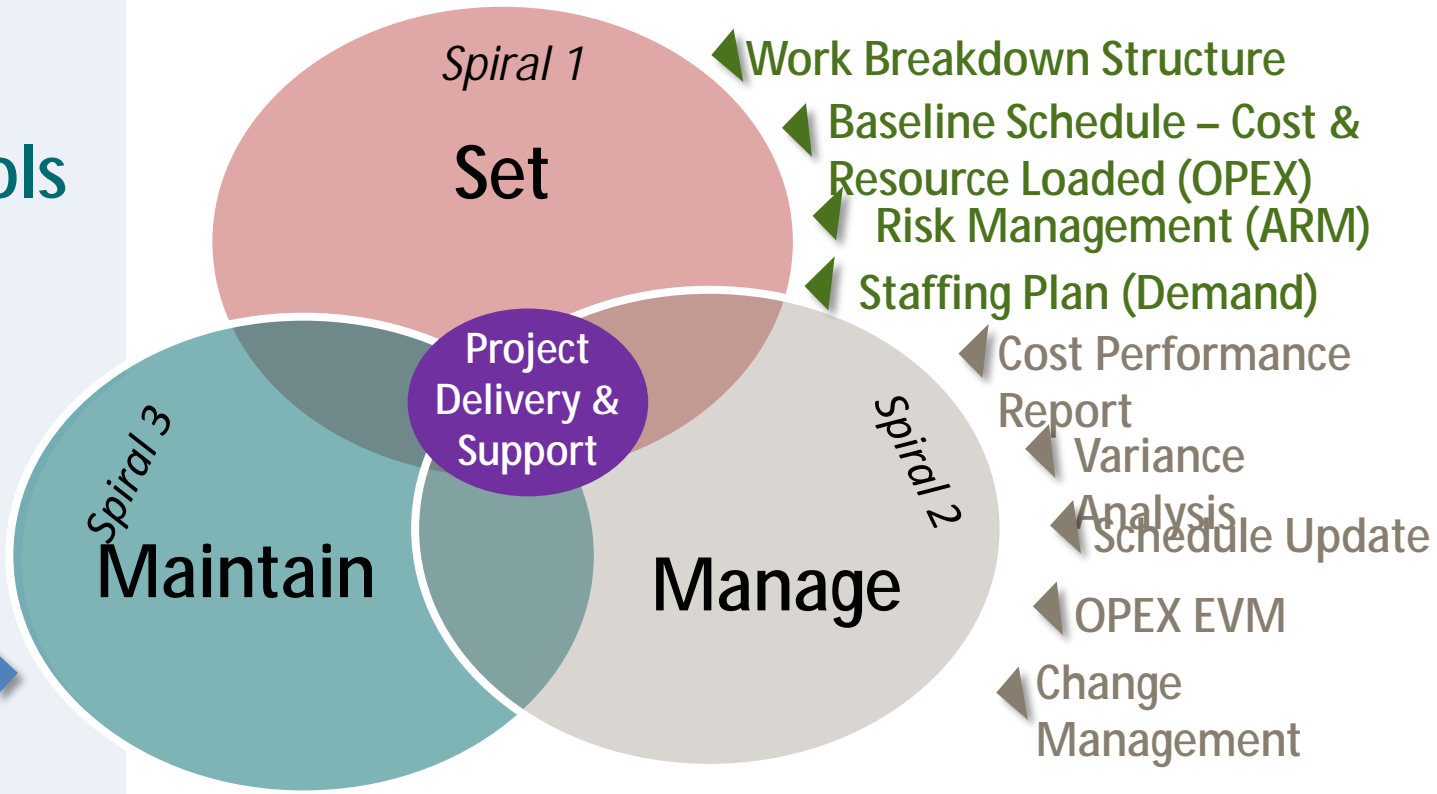 ols
Spiral 1
Set
Work Breakdown Structure
Baseline Schedule – Cost &
Resource Loaded (OPEX)
Risk Management (ARM)
Staffing Plan (Demand)
Project
Delivery &
Support
Spiral 3
Maintain
Spiral 2
Manage
Cost Performance
Report
Variance
Analysis
Schedule Update
OPEX EVM
Change
Management